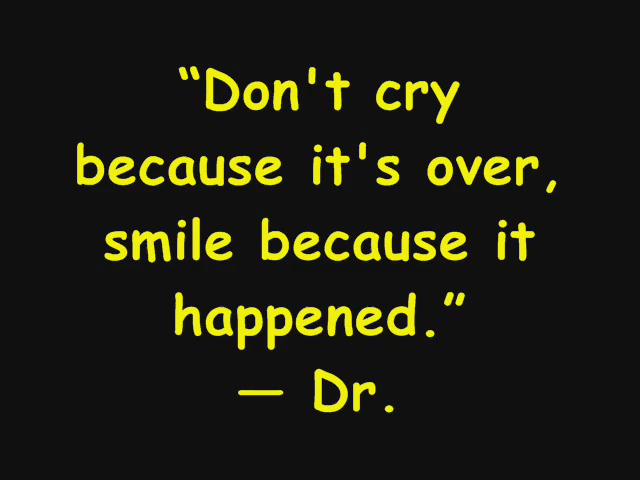 “Don't cry
because it's over,
smile because it
happened.”
— Dr.